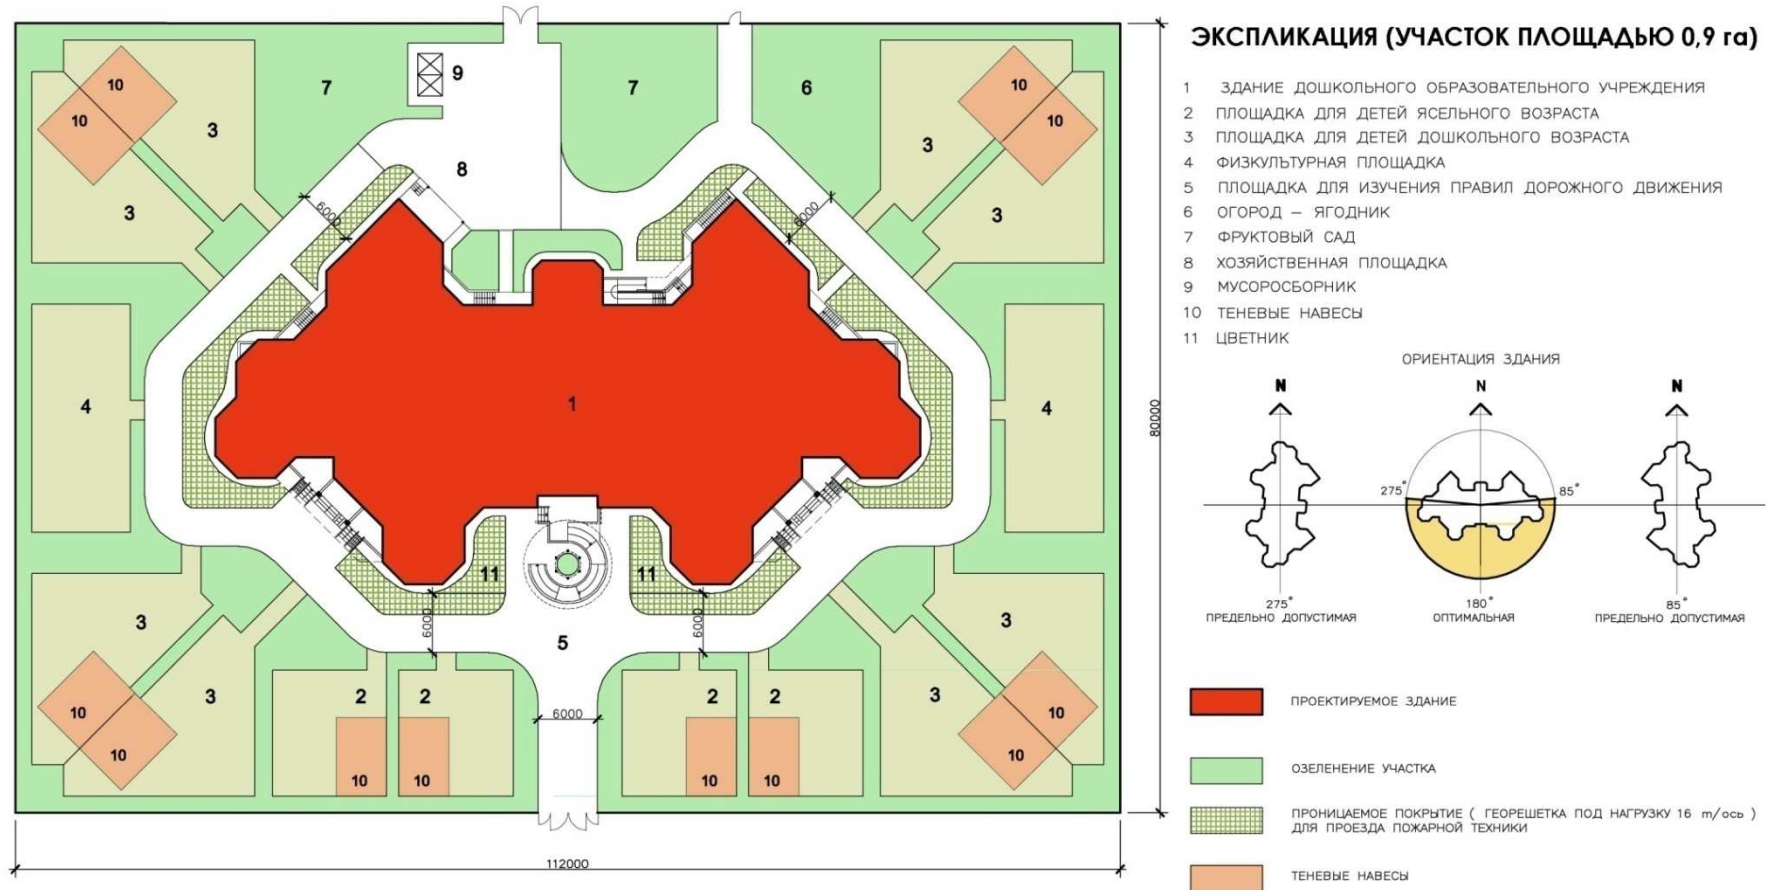 ЭКСПЛИКАЦИЯ (УЧАСТОК ПЛОЩАДЬЮ 0,9 га)
1 ЗДАНИЕ ДОШКОЛЬНОГО ОБРАЗОВАТЕЛЬНОГО УЧРЕЖДЕНИЯ
2 ПЛОЩАДКА ДЛЯ ДЕТЕЙ ЯСЕЛЬНОГО ВОЗРАСТА
3 ПЛОЩАДКА ДЛЯ ДЕТЕЙ ДОШКОЛЬНОГО ВОЗРАСТА
4 ФИЗКУЛЬТУРНАЯ ПЛОЩАДКА
5 ПЛОЩАДКА ДЛЯ ИЗУЧЕНИЯ ПРАВИЛ ДОРОЖНОГО ДВИЖЕНИЯ
6 ОГОРОД – ЯГОДНИК
7 ФРУКТОВЫЙ САД
8 ХОЗЯЙСТВЕННАЯ ПЛОЩАДКА
9 МУСОРОСБОРНИК
10 ТЕНЕВЫЕ НАВЕСЫ
11 ЦВЕТНИК
ОРИЕНТАЦИЯ ЗДАНИЯ
N N N
275° 85°
275° 180° 85°
ПРЕДЕЛЬНО ДОПУСТИМАЯ ОПТИМАЛЬНАЯ ПРЕДЕЛЬНО ДОПУСТИМАЯ
ПРОЕКТИРУЕМОЕ ЗДАНИЕ
ОЗЕЛЕНЕНИЕ УЧАСТКА
ПРОНИЦАЕМОЕ ПОКРЫТИЕ ( ГЕОРЕШЕТКА ПОД НАГРУЗКУ 16 т/ось )
ДЛЯ ПРОЕЗДА ПОЖАРНОЙ ТЕХНИКИ
ТЕНЕВЫЕ НАВЕСЫ
10 7 9 7 6 10
10 3 3 10
8
3 6000 6000 3
4 1 4
80000
11 11
3 6000 5 6000 3
3 2 2 2 2 3
10 6000 10
10 10 10 10 10 10
112000